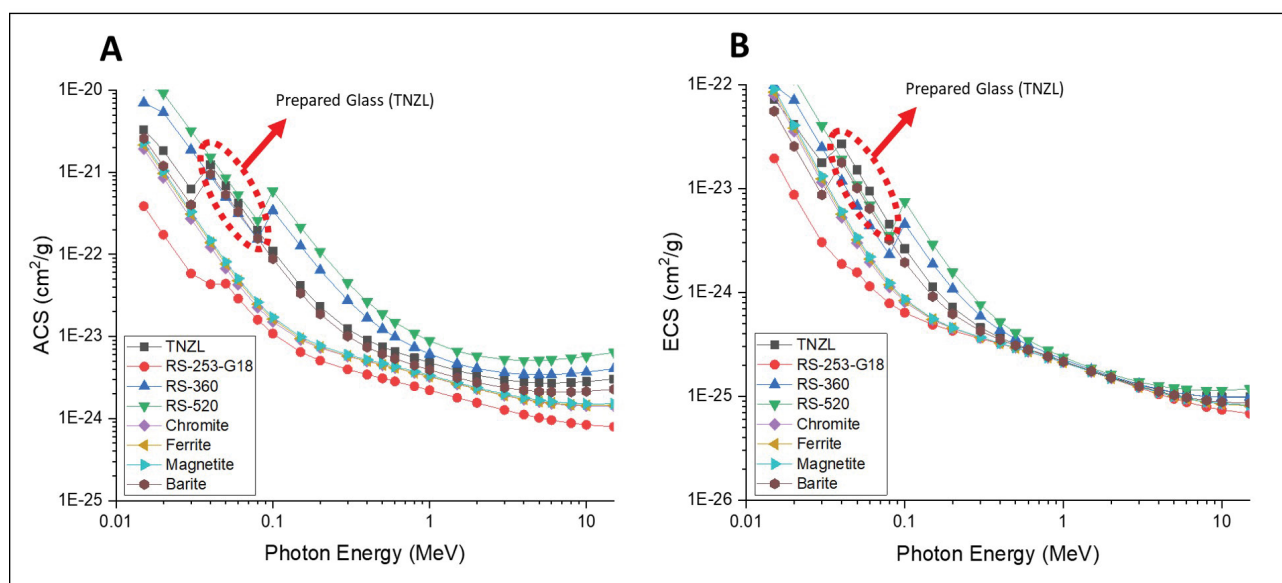 A
Prepared Glass (TNZL)
1E-20
1E-21
1E-22
1E-23
1E-24
1E-25
ACS (cm²/g)
TNZL
RS-253-G18
RS-360
RS-520
Chromite
Ferrite
Magnetite
Barite
0.01
0.1
1
10
Photon Energy (MeV)
B
Prepared Glass (TNZL)
1E-22
1E-23
1E-24
1E-25
1E-26
ECS (cm²/g)
TNZL
RS-253-G18
RS-360
RS-520
Chromite
Ferrite
Magnetite
Barite
0.01
0.1
1
10
Photon Energy (MeV)